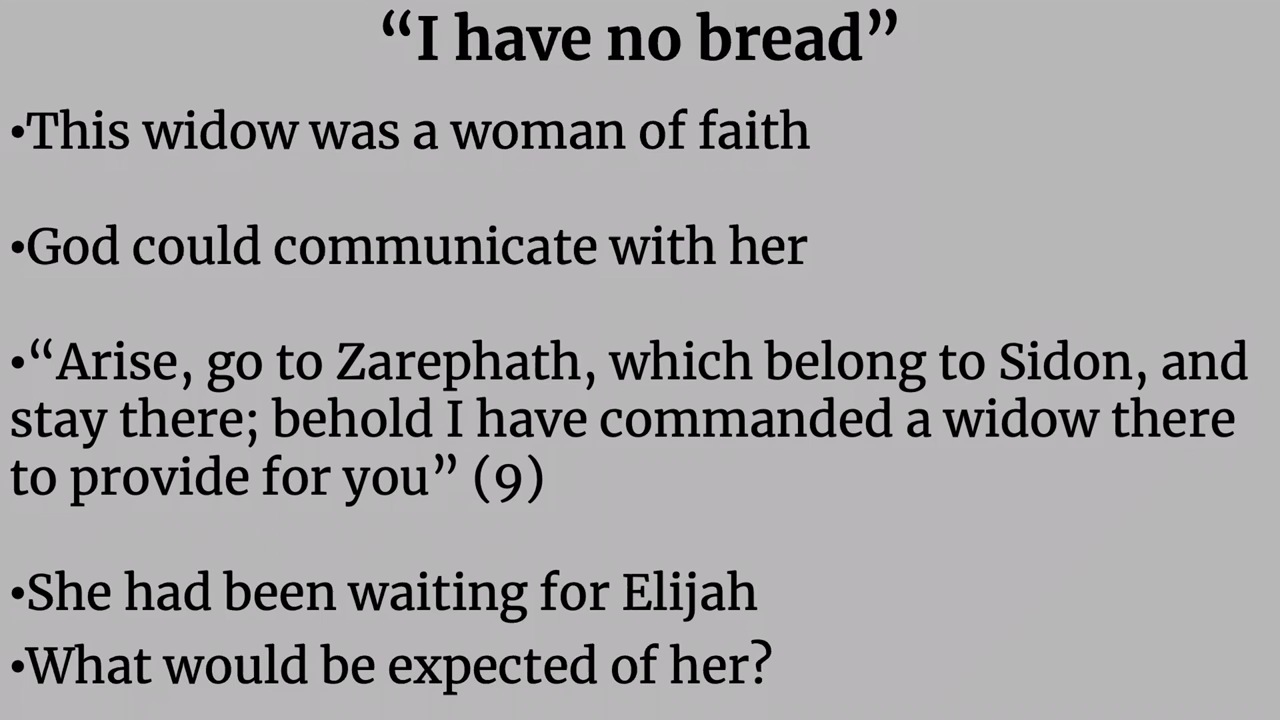 “I have no bread”
•This widow was a woman of faith
•God could communicate with her
•“Arise, go to Zarephath, which belong to Sidon, and
stay there; behold I have commanded a widow there
to provide for you” (9)
•She had been waiting for Elijah
•What would be expected of her?